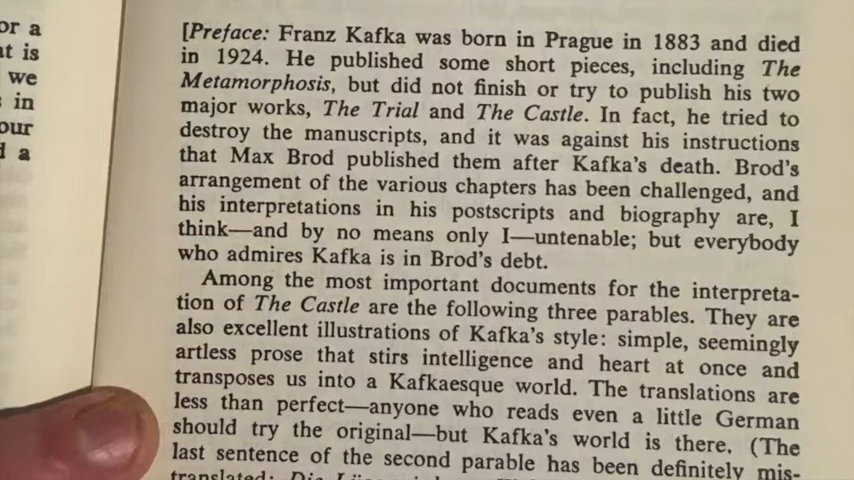 or a
at is
we
in
our
d a
[Preface: Franz Kafka was born in Prague in 1883 and died
in 1924. He published some short pieces, including The
Metamorphosis, but did not finish or try to publish his two
major works, The Trial and The Castle. In fact, he tried to
destroy the manuscripts, and it was against his instructions
that Max Brod published them after Kafka's death. Brod's
arrangement of the various chapters has been challenged, and
his interpretations in his postscripts and biography are, I
think—and by no means only I—untenable; but everybody
who admires Kafka is in Brod's debt.
Among the most important documents for the interpreta-
tion of The Castle are the following three parables. They are
also excellent illustrations of Kafka's style: simple, seemingly
artless prose that stirs intelligence and heart at once and
transposes us into a Kafkaesque world. The translations are
less than perfect—anyone who reads even a little German
should try the original—but Kafka's world is there. (The
last sentence of the second parable has been definitely mis-
translated: Die